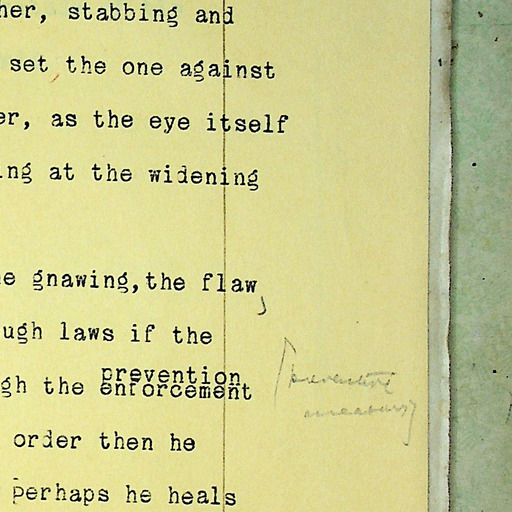 her, stabbing and
set the one against
er, as the eye itself
ing at the widening
e gnawing, the flaw,
ugh laws if the
prevention
gh the enforcement
preventive
measures
order then he
perhaps he heals